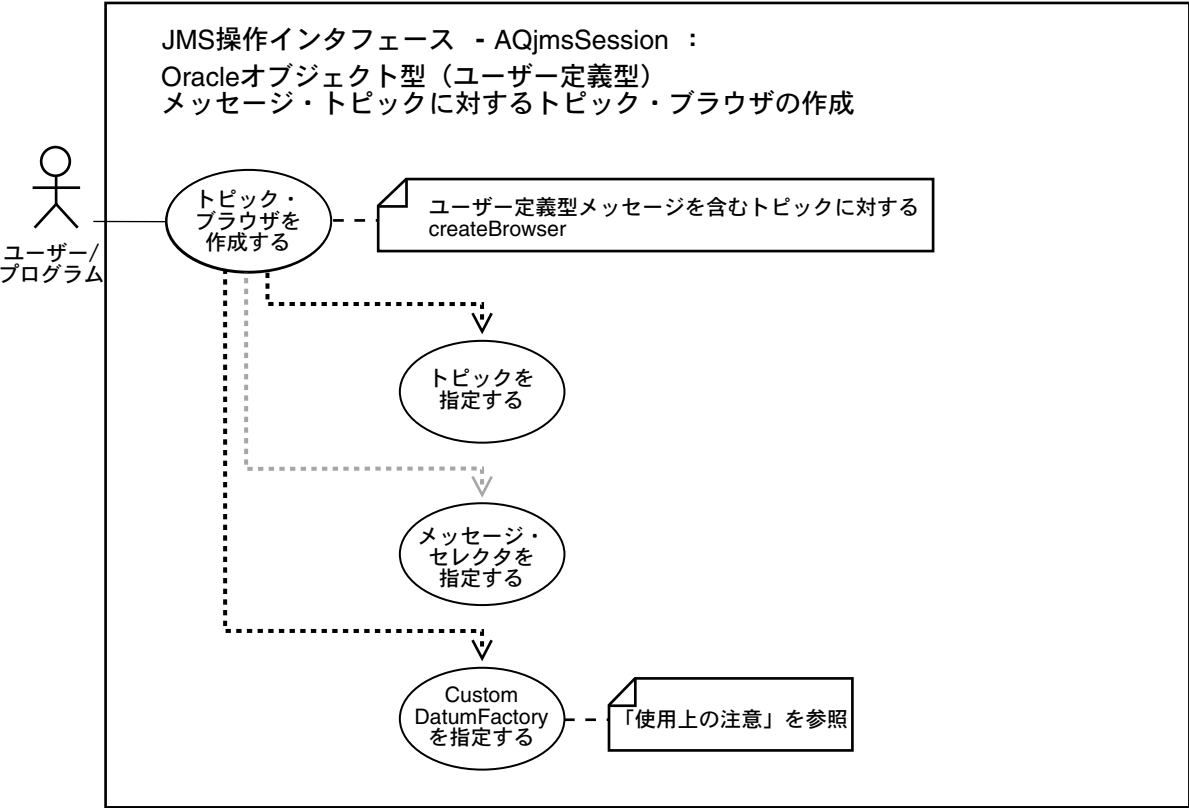 JMS操作インタフェース - AQjmsSession :
Oracleオブジェクト型（ユーザー定義型）
メッセージ・トピックに対するトピック・ブラウザの作成
ユーザー/
プログラム
トピック・
ブラウザを
作成する
ユーザー定義型メッセージを含むトピックに対する
createBrowser
トピックを
指定する
メッセージ・
セレクタを
指定する
Custom
DatumFactory
を指定する
「使用上の注意」を参照